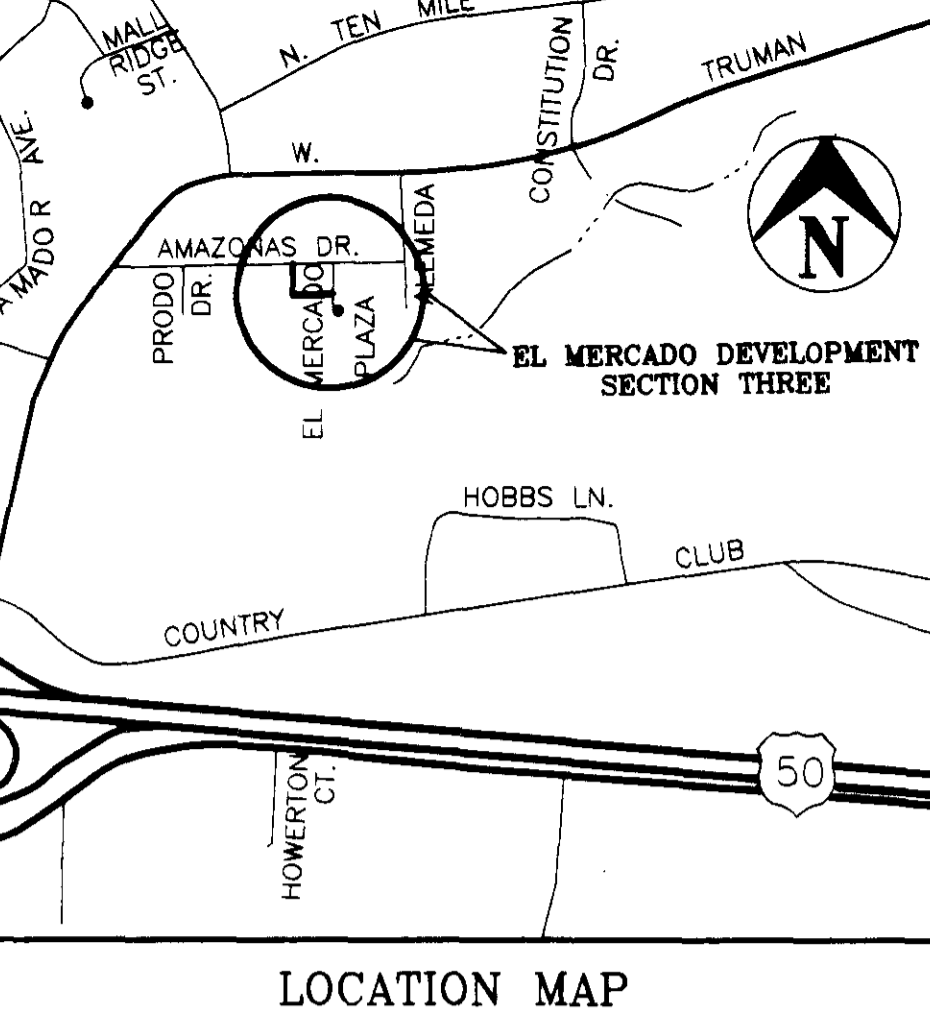 MALL
RIDGE
ST.
N. TEN MILE
CONSTITUTION
DR.
TRUMAN
AMADOR AVE.
W.
ALEMEDA
AMAZONAS DR.
PRODO
DR.
EL MERCADO
PLAZA
N
EL MERCADO DEVELOPMENT
SECTION THREE
HOBBS LN.
COUNTRY CLUB
50
HOWERTON
CT.
LOCATION MAP